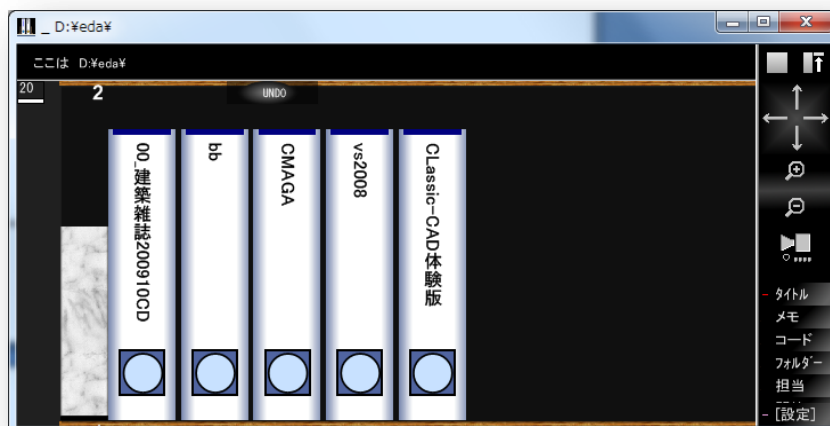 _ D:¥eda¥
ここは D:¥eda¥
20
2
UNDO
00_建築雑誌200910CD
bb
CMAGA
vs2008
CLassic-CAD体験版
タイトル
メモ
コード
フォルダー
担当
[設定]